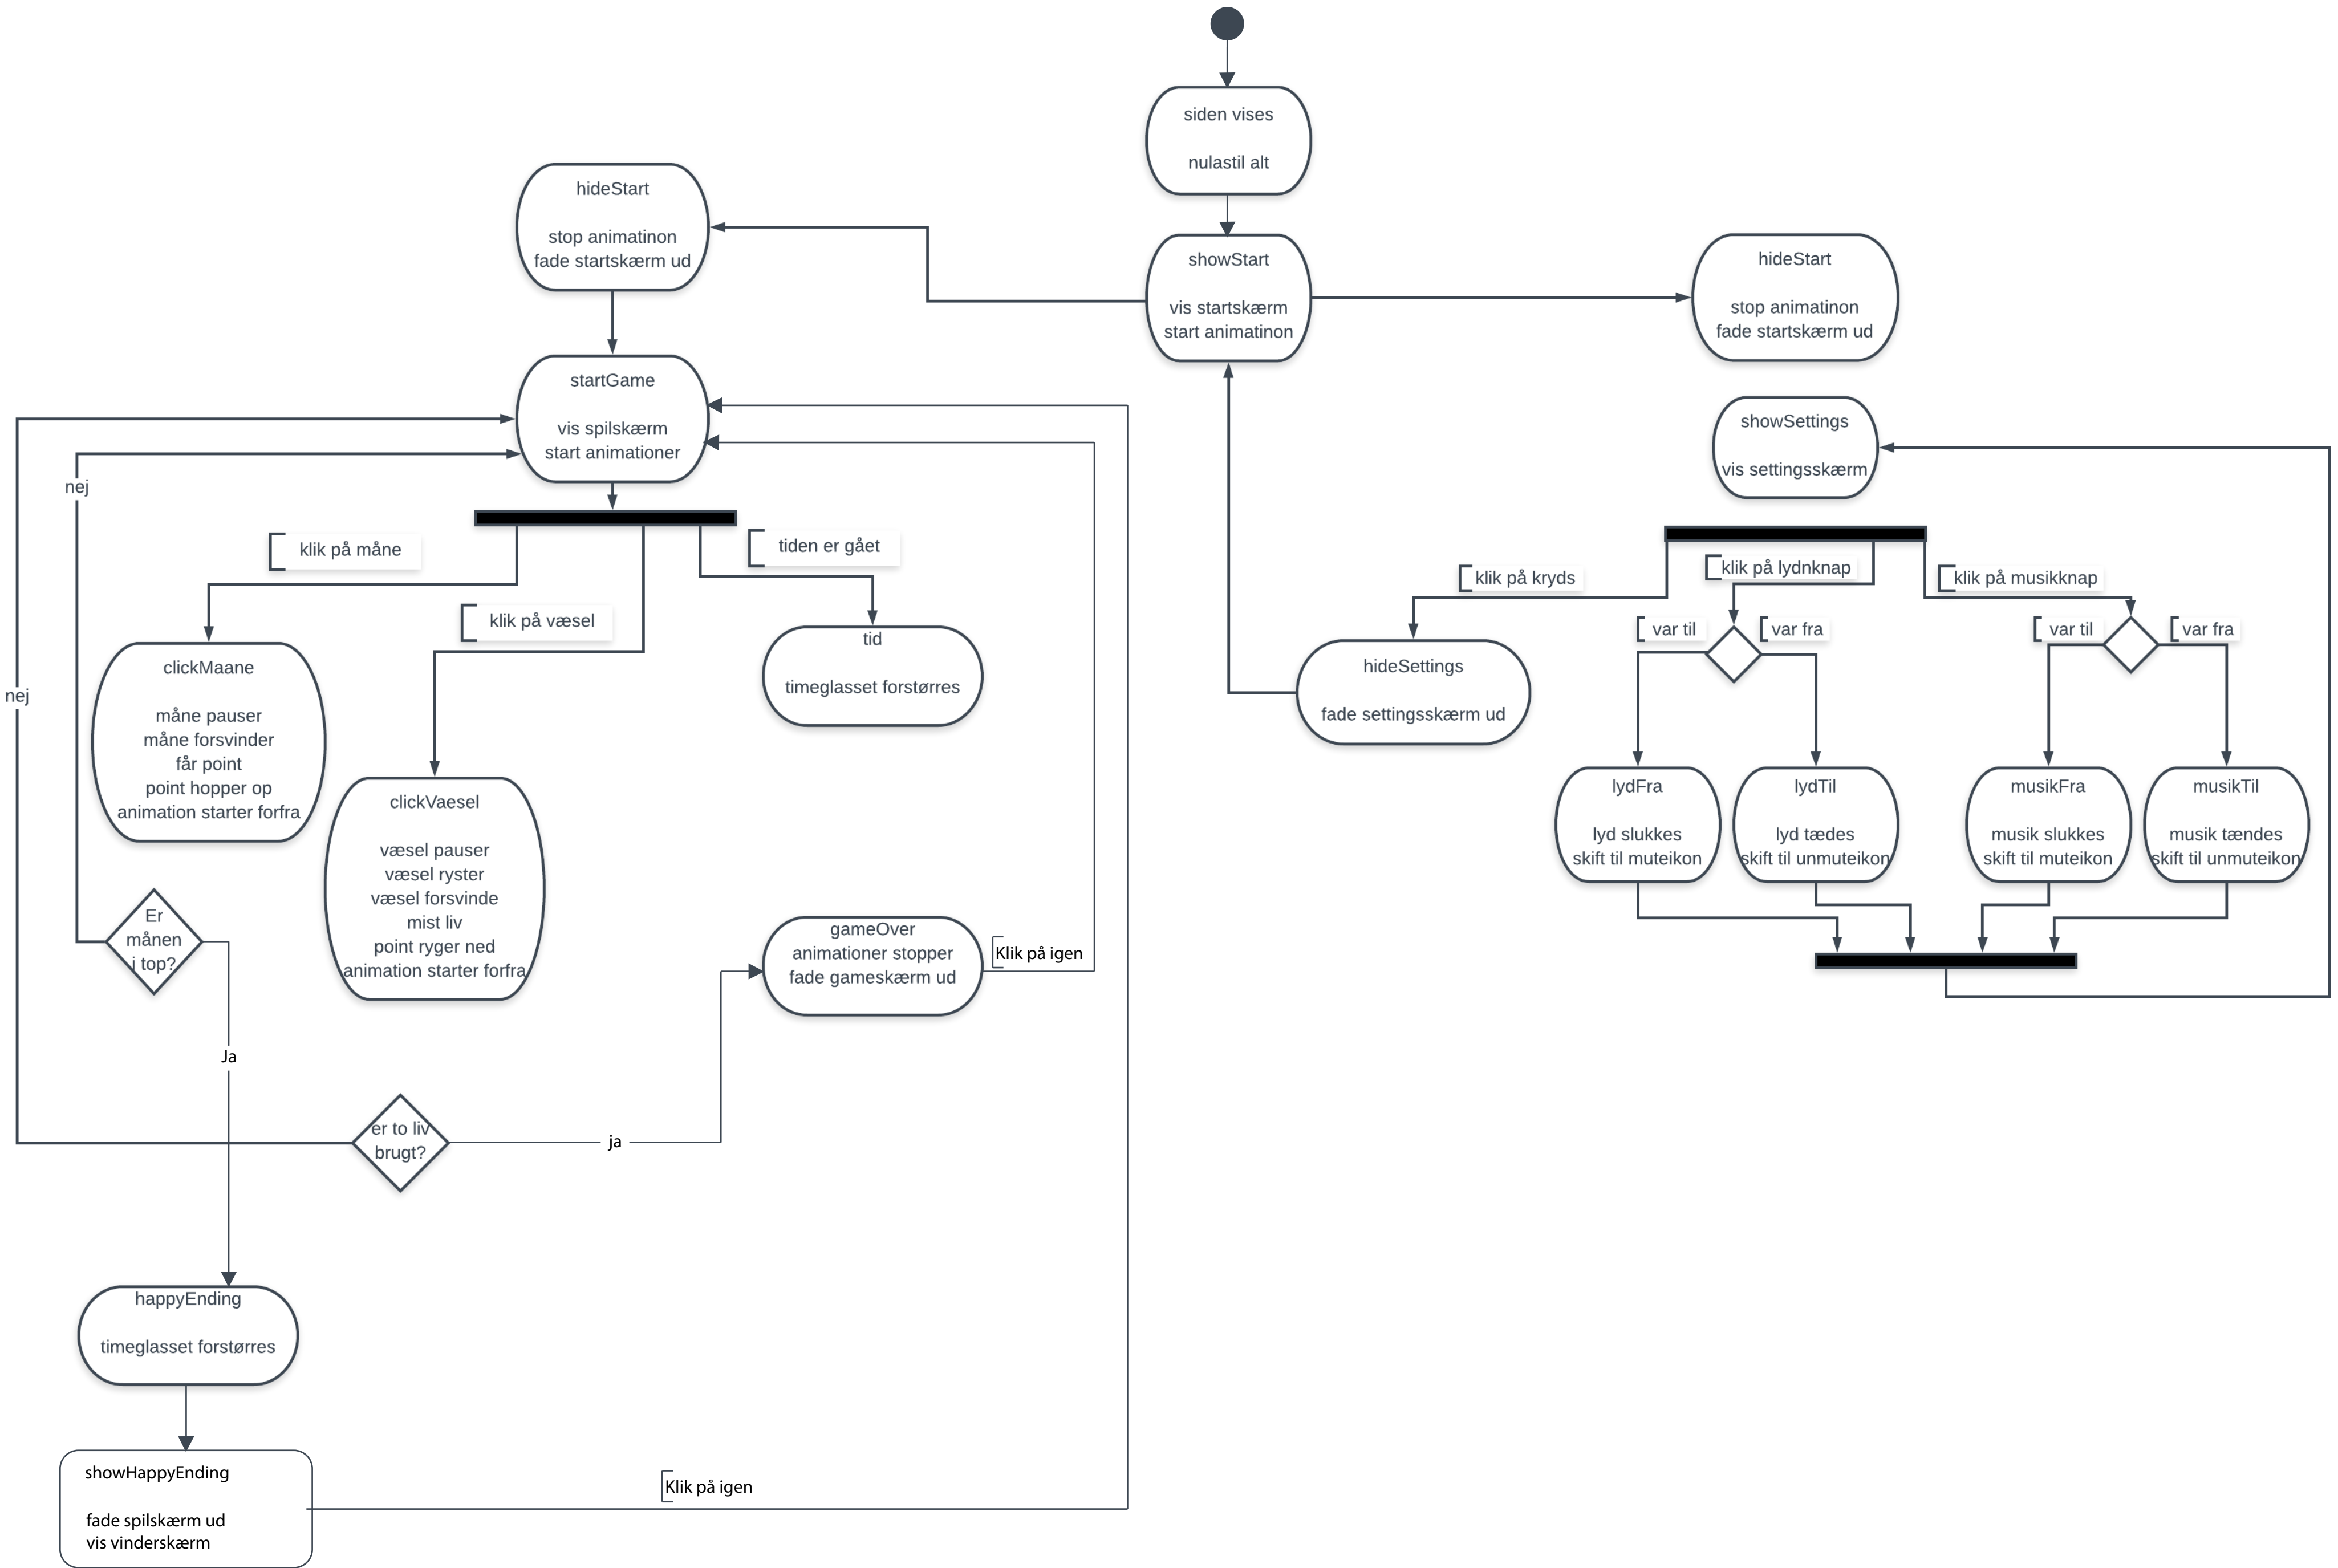 siden vises
nulastil alt
hideStart
stop animatinon
fade startskærm ud
showStart
vis startskærm
start animatinon
hideStart
stop animatinon
fade startskærm ud
startGame
vis spilskærm
start animationer
showSettings
vis settingsskærm
nej
klik på måne
tiden er gået
klik på væsel
klik på kryds
klik på lydnknap
klik på musikknap
var til
var fra
var til
var fra
nej
clickMaane
måne pauser
måne forsvinder
får point
point hopper op
animation starter forfra
tid
timeglasset forstørres
hideSettings
fade settingsskærm ud
clickVaesel
væsel pauser
væsel ryster
væsel forsvinde
mist liv
point ryger ned
animation starter forfra
lydFra
lyd slukkes
skift til muteikon
lydTil
lyd tædes
skift til unmuteikon
musikFra
musik slukkes
skift til muteikon
musikTil
musik tændes
skift til unmuteikon
Er
månen
i top?
gameOver
animationer stopper
fade gameskærm ud
Klik på igen
Ja
er to liv
brugt?
ja
happyEnding
timeglasset forstørres
showHappyEnding
fade spilskærm ud
vis vinderskærm
Klik på igen